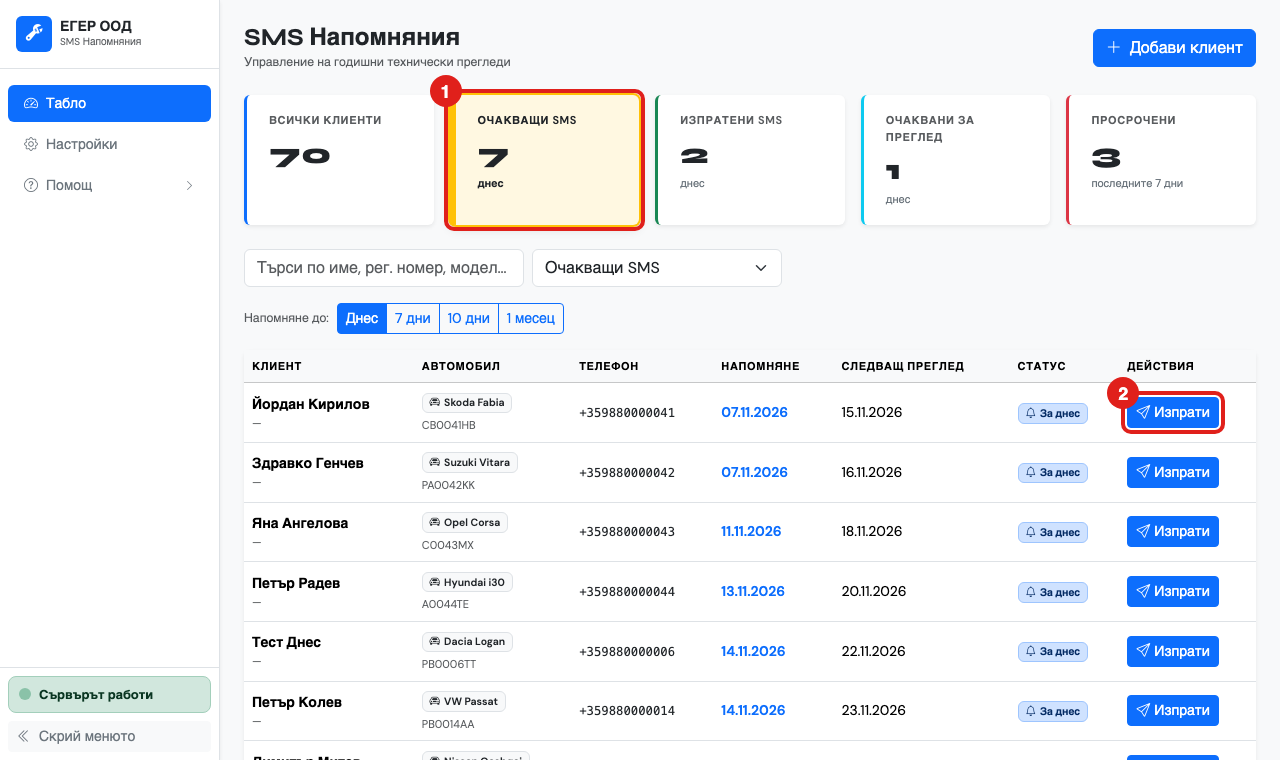 ЕГЕР ООД
SMS Напомняния
Табло
Настройки
Помощ
Сървърът работи
Скрий менюто
SMS Напомняния
Управление на годишни технически прегледи
+ Добави клиент
ВСИЧКИ КЛИЕНТИ
70
1
ОЧАКВАЩИ SMS
7
днес
ИЗПРАТЕНИ SMS
2
днес
ОЧАКВАНИ ЗА
ПРЕГЛЕД
1
днес
ПРОСРОЧЕНИ
3
последните 7 дни
Търси по име, рег. номер, модел...
Очакващи SMS
Напомняне до: Днес 7 дни 10 дни 1 месец
КЛИЕНТ АВТОМОБИЛ ТЕЛЕФОН НАПОМНЯНЕ СЛЕДВАЩ ПРЕГЛЕД СТАТУС ДЕЙСТВИЯ
2
Йордан Кирилов Skoda Fabia +359880000041 07.11.2026 15.11.2026 За днес Изпрати
— CB0041HB
Здравко Генчев Suzuki Vitara +359880000042 07.11.2026 16.11.2026 За днес Изпрати
— PA0042KK
Яна Ангелова Opel Corsa +359880000043 11.11.2026 18.11.2026 За днес Изпрати
— CO043MX
Петър Радев Hyundai i30 +359880000044 13.11.2026 20.11.2026 За днес Изпрати
— A0044TE
Тест Днес Dacia Logan +359880000006 14.11.2026 22.11.2026 За днес Изпрати
— PB0006TT
Петър Колев VW Passat +359880000014 14.11.2026 23.11.2026 За днес Изпрати
— PB0014AA